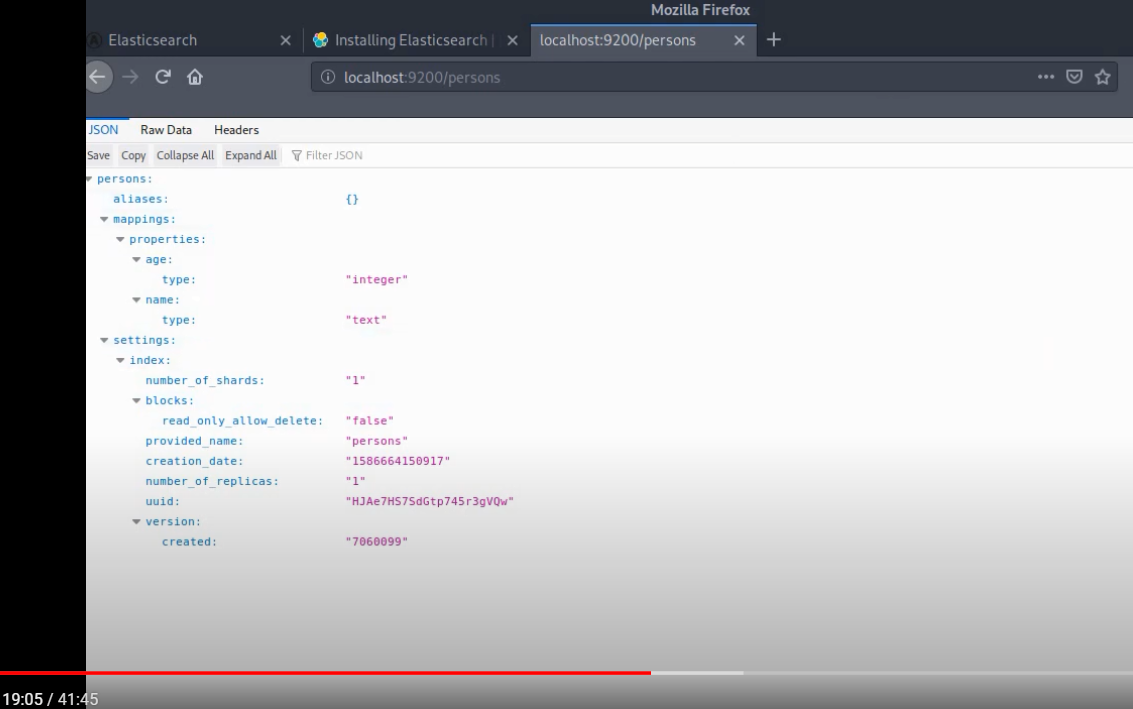 Mozilla Firefox
Elasticsearch
Installing Elasticsearch |
localhost:9200/persons
localhost:9200/persons
JSON Raw Data Headers
Save Copy Collapse All Expand All Filter JSON
persons:
aliases: {}
mappings:
properties:
age:
type: "integer"
name:
type: "text"
settings:
index:
number_of_shards: "1"
blocks:
read_only_allow_delete: "false"
provided_name: "persons"
creation_date: "1586664150917"
number_of_replicas: "1"
uuid: "HJAe7HS7SdGtp745r3gVQw"
version:
created: "7060099"
19:05 / 41:45